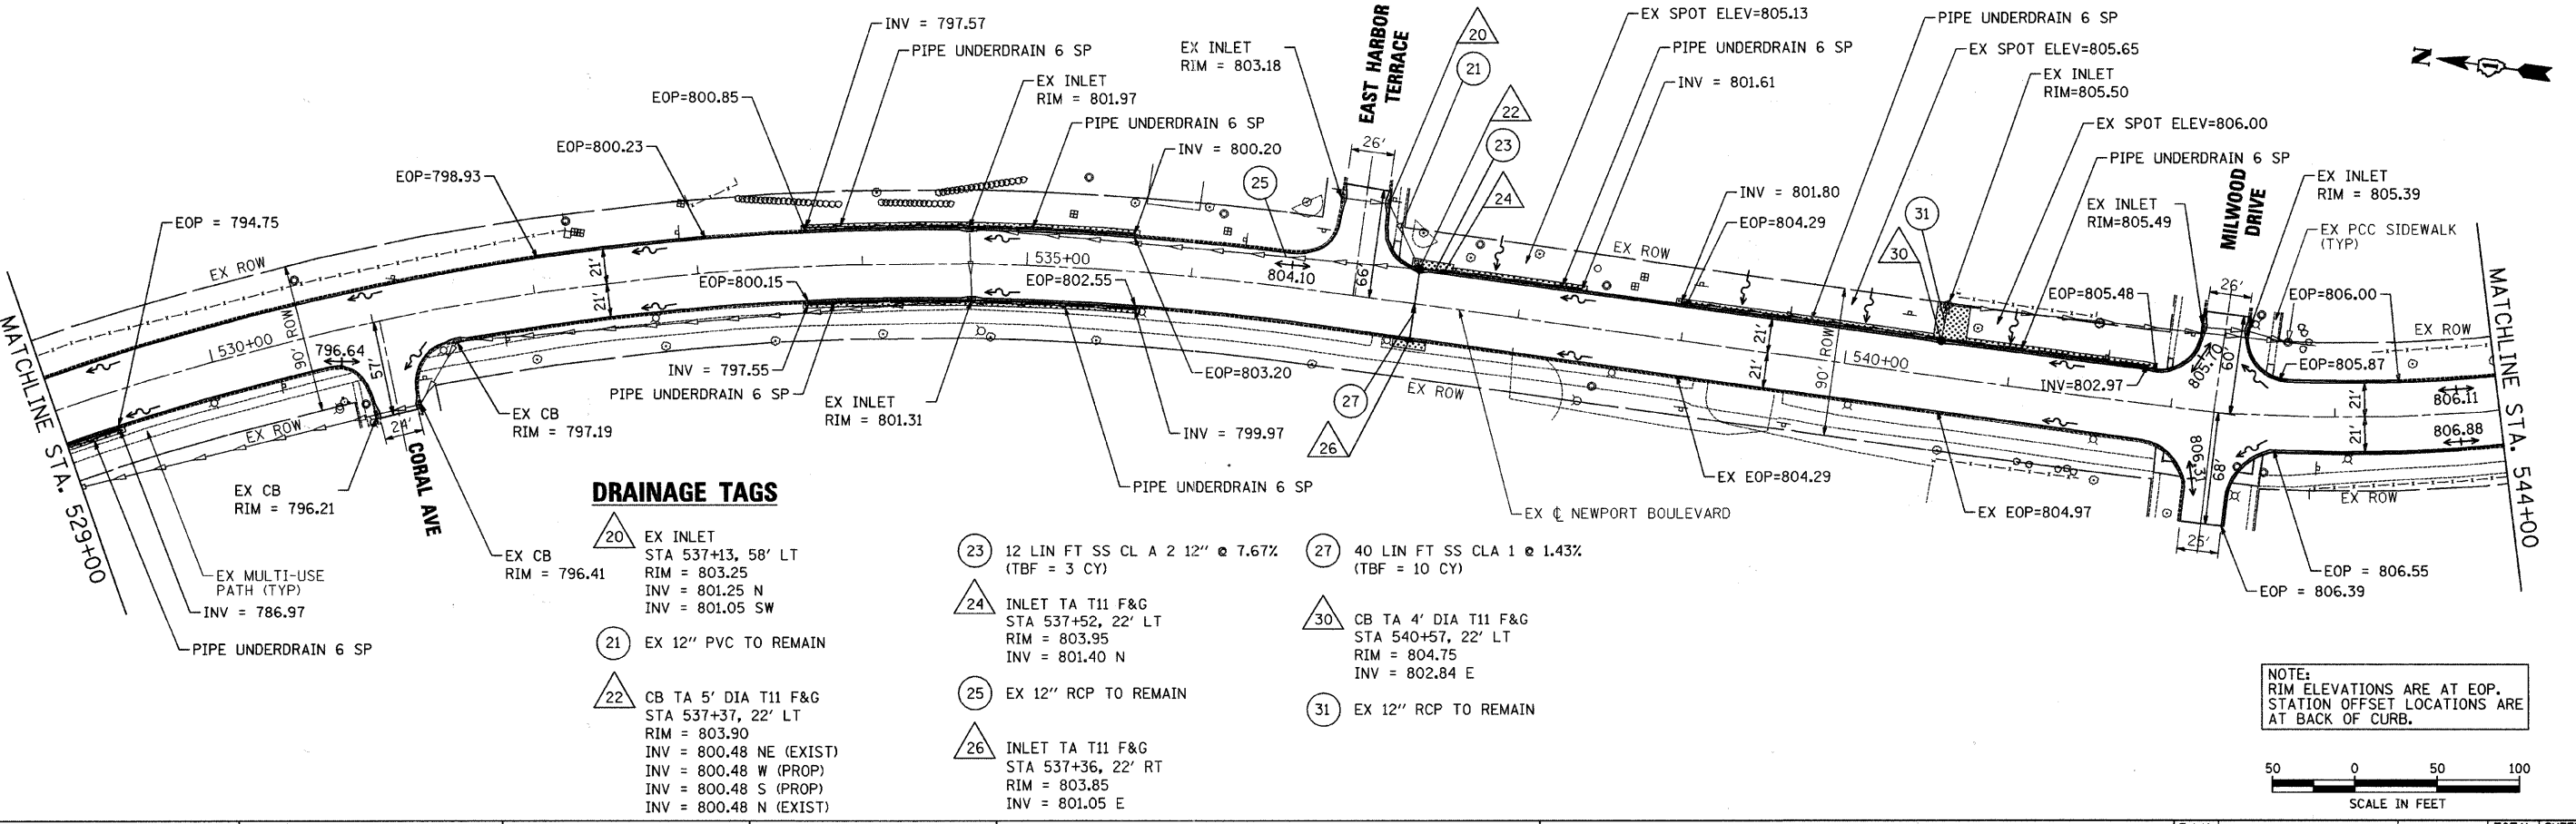 INV = 797.57
PIPE UNDERDRAIN 6 SP
EX INLET
RIM = 801.97
EOP=800.85
PIPE UNDERDRAIN 6 SP
EOP=800.23
INV = 800.20
EOP=798.93
EOP = 794.75
EX INLET
RIM = 803.18
EAST HARBOR
TERRACE
26'
20
21
22
23
24
25
EX SPOT ELEV=805.13
PIPE UNDERDRAIN 6 SP
INV = 801.61
PIPE UNDERDRAIN 6 SP
EX SPOT ELEV=805.65
EX INLET
RIM=805.50
EX SPOT ELEV=806.00
PIPE UNDERDRAIN 6 SP
EX INLET
RIM = 805.39
EX INLET
RIM=805.49
EX PCC SIDEWALK
(TYP)
MILWOOD
DRIVE
N
INV = 801.80
EOP=804.29
31
30
EX ROW
EX ROW
530+00
90' ROW
21'
21'
796.64
57'
EOP=800.15
535+00
EOP=802.55
804.10
66'
EX ROW
EOP=805.48
26'
EOP=806.00
EX ROW
21'
21'
90' ROW
540+00
INV=802.97
805.70
60'
EOP=805.87
21'
21'
806.11
806.88
MATCHLINE STA. 529+00
MATCHLINE STA. 544+00
EX ROW
24'
CORAL AVE
INV = 797.55
PIPE UNDERDRAIN 6 SP
EX CB
RIM = 797.19
EX INLET
RIM = 801.31
EOP=803.20
INV = 799.97
PIPE UNDERDRAIN 6 SP
27
26
EX ROW
EX EOP=804.29
EX ℄ NEWPORT BOULEVARD
EX EOP=804.97
806.31
68'
25'
EX ROW
EOP = 806.55
EOP = 806.39
EX CB
RIM = 796.21
EX CB
RIM = 796.41
EX MULTI-USE
PATH (TYP)
INV = 786.97
PIPE UNDERDRAIN 6 SP
DRAINAGE TAGS
20 EX INLET
STA 537+13, 58' LT
RIM = 803.25
INV = 801.25 N
INV = 801.05 SW
21 EX 12" PVC TO REMAIN
22 CB TA 5' DIA T11 F&G
STA 537+37, 22' LT
RIM = 803.90
INV = 800.48 NE (EXIST)
INV = 800.48 W (PROP)
INV = 800.48 S (PROP)
INV = 800.48 N (EXIST)
23 12 LIN FT SS CL A 2 12" @ 7.67%
(TBF = 3 CY)
24 INLET TA T11 F&G
STA 537+52, 22' LT
RIM = 803.95
INV = 801.40 N
25 EX 12" RCP TO REMAIN
26 INLET TA T11 F&G
STA 537+36, 22' RT
RIM = 803.85
INV = 801.05 E
27 40 LIN FT SS CLA 1 @ 1.43%
(TBF = 10 CY)
30 CB TA 4' DIA T11 F&G
STA 540+57, 22' LT
RIM = 804.75
INV = 802.84 E
31 EX 12" RCP TO REMAIN
NOTE:
RIM ELEVATIONS ARE AT EOP.
STATION OFFSET LOCATIONS ARE
AT BACK OF CURB.
50 0 50 100
SCALE IN FEET